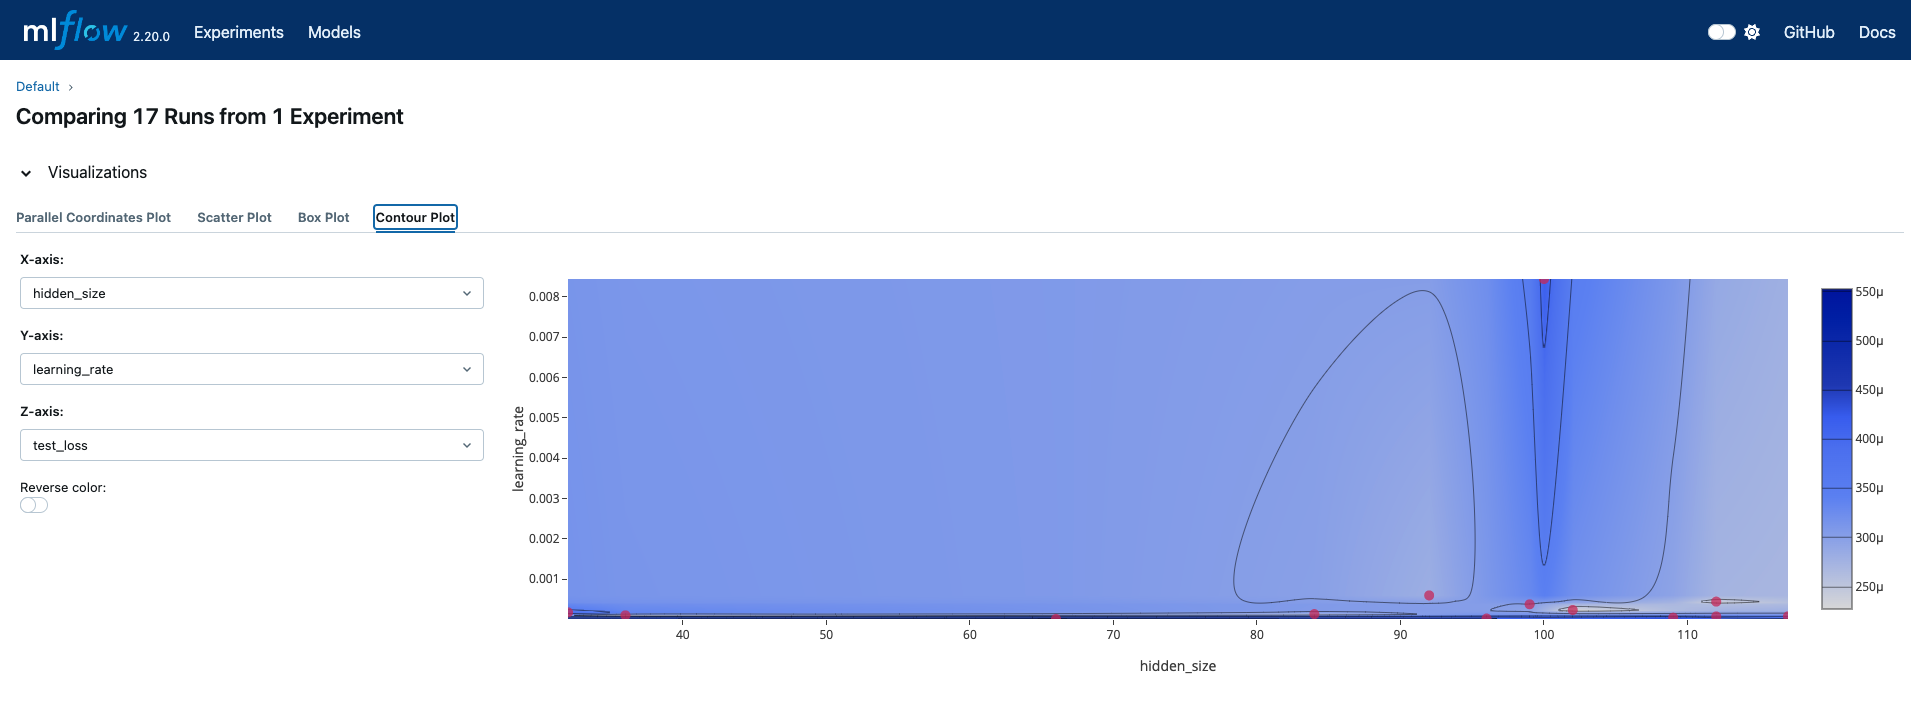 mlflow 2.20.0 Experiments Models GitHub Docs
Default ›
Comparing 17 Runs from 1 Experiment
Visualizations
Parallel Coordinates Plot Scatter Plot Box Plot Contour Plot
X-axis:
hidden_size
Y-axis:
learning_rate
Z-axis:
test_loss
Reverse color:
learning_rate
0.008
0.007
0.006
0.005
0.004
0.003
0.002
0.001
40 50 60 70 80 90 100 110
hidden_size
550μ
500μ
450μ
400μ
350μ
300μ
250μ